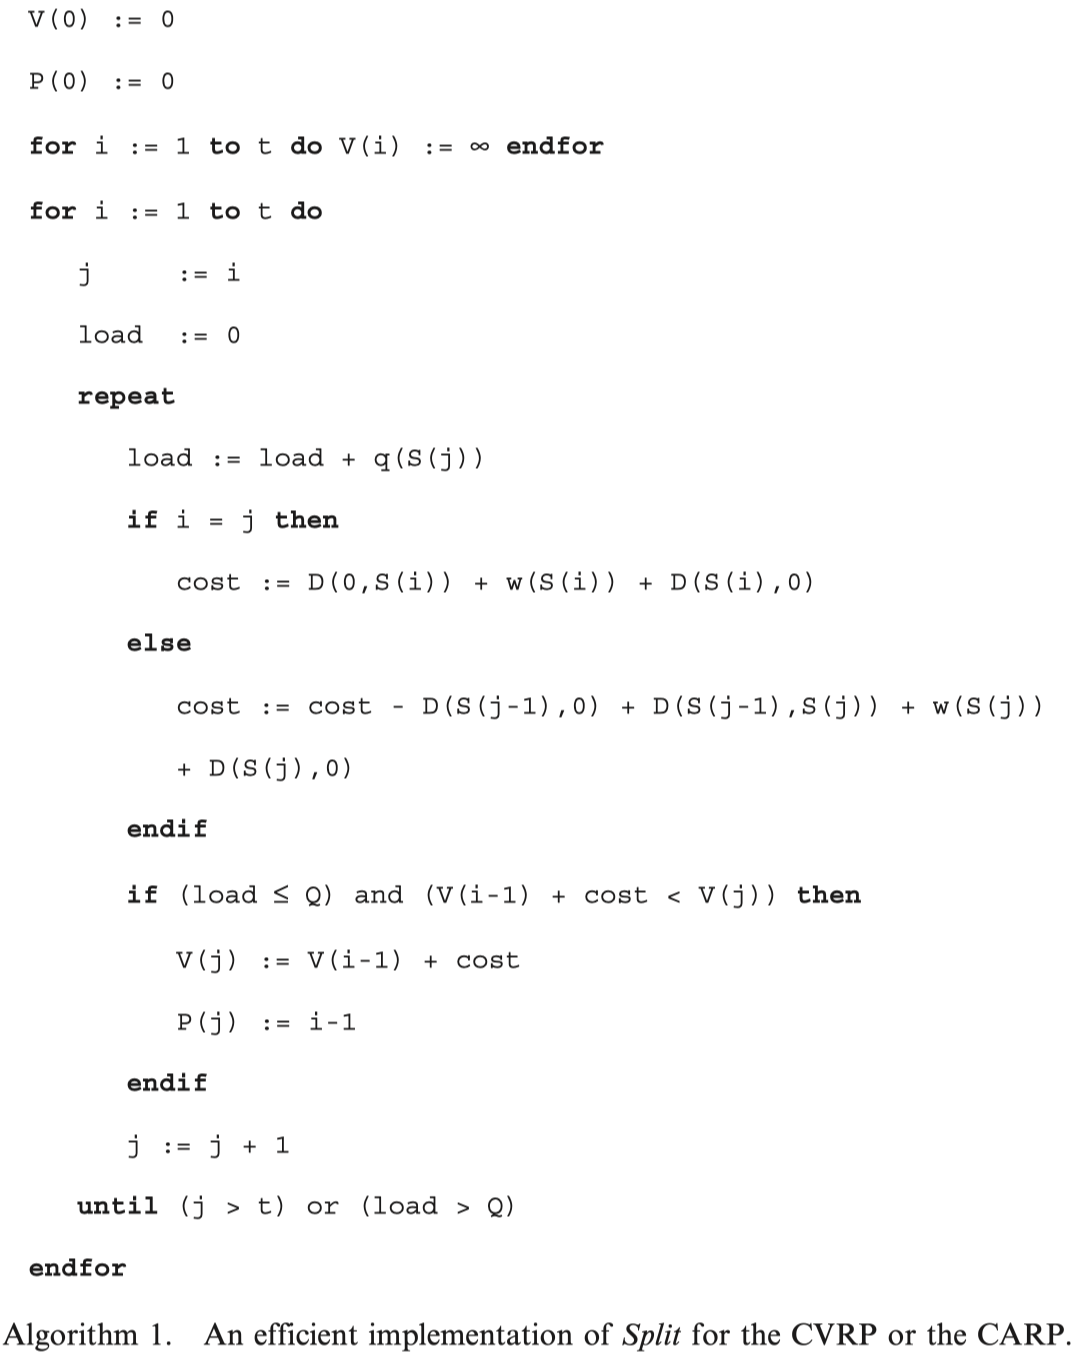 V(0) := 0
P(0) := 0
for i := 1 to t do V(i) := ∞ endfor
for i := 1 to t do
j := i
load := 0
repeat
load := load + q(S(j))
if i = j then
cost := D(0,S(i)) + w(S(i)) + D(S(i),0)
else
cost := cost - D(S(j-1),0) + D(S(j-1),S(j)) + w(S(j))
+ D(S(j),0)
endif
if (load ≤ Q) and (V(i-1) + cost < V(j)) then
V(j) := V(i-1) + cost
P(j) := i-1
endif
j := j + 1
until (j > t) or (load > Q)
endfor
Algorithm 1. An efficient implementation of Split for the CVRP or the CARP.